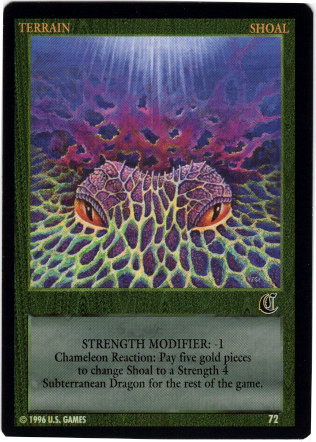 TERRAIN SHOAL
STRENGTH MODIFIER: -1
Chameleon Reaction: Pay five gold pieces
to change Shoal to a Strength 4
Subterranean Dragon for the rest of the game.
© 1996 U.S. GAMES 72